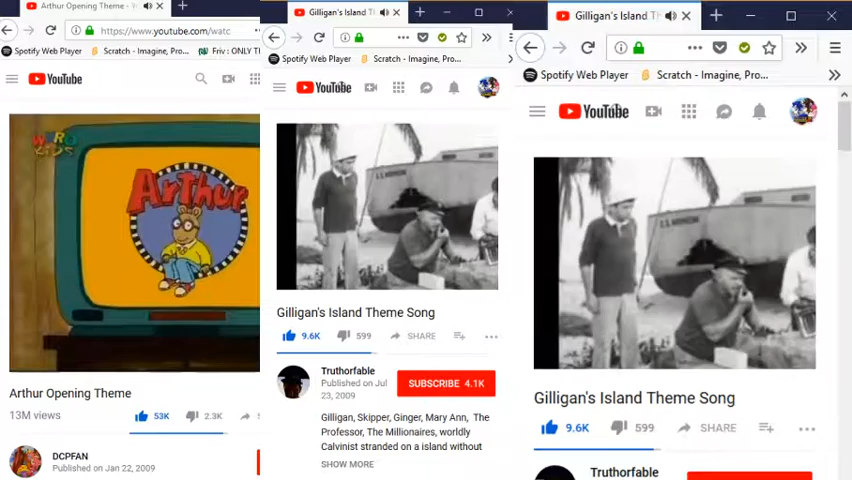 Arthur Opening Theme
https://www.youtube.com/watc
Spotify Web Player
Scratch - Imagine, Pro...
Friv : ONLY TH
YouTube
KIDS
ARTHUR
Arthur Opening Theme
13M views
53K
2.3K
DCPFAN
Published on Jan 22, 2009
Gilligan's Island Them
Spotify Web Player
Scratch - Imagine, Pro...
YouTube
Gilligan's Island Theme Song
9.6K
599
SHARE
Truthorfable
Published on Jul
23, 2009
SUBSCRIBE 4.1K
Gilligan, Skipper, Ginger, Mary Ann, The
Professor, The Millionaires, worldly
Calvinist stranded on a island without
SHOW MORE
Gilligan's Island Th
Spotify Web Player
Scratch - Imagine, Pro...
YouTube
Gilligan's Island Theme Song
9.6K
599
SHARE
Truthorfable